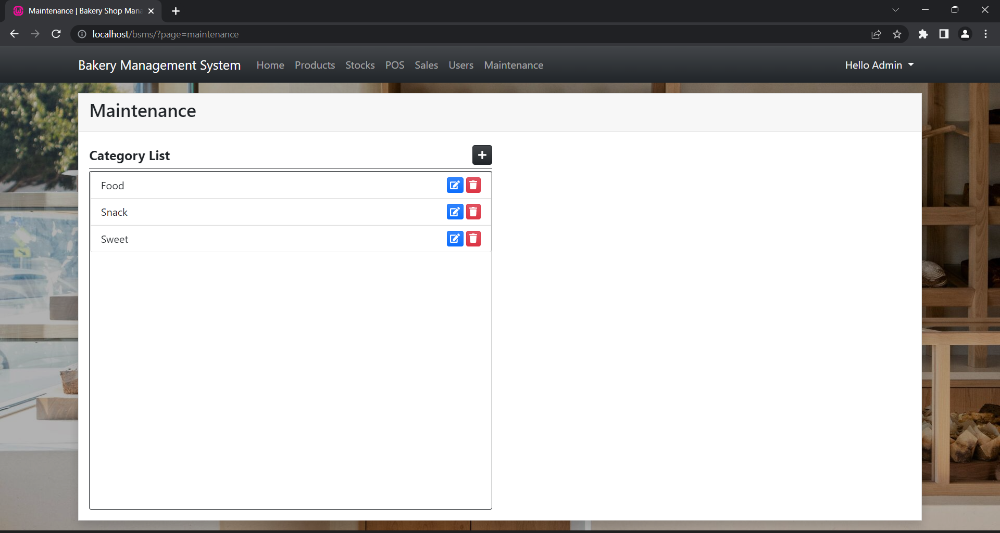 Maintenance | Bakery Shop Mana
localhost/bsms/?page=maintenance
Bakery Management System Home Products Stocks POS Sales Users Maintenance Hello Admin
Maintenance
Category List
Food
Snack
Sweet